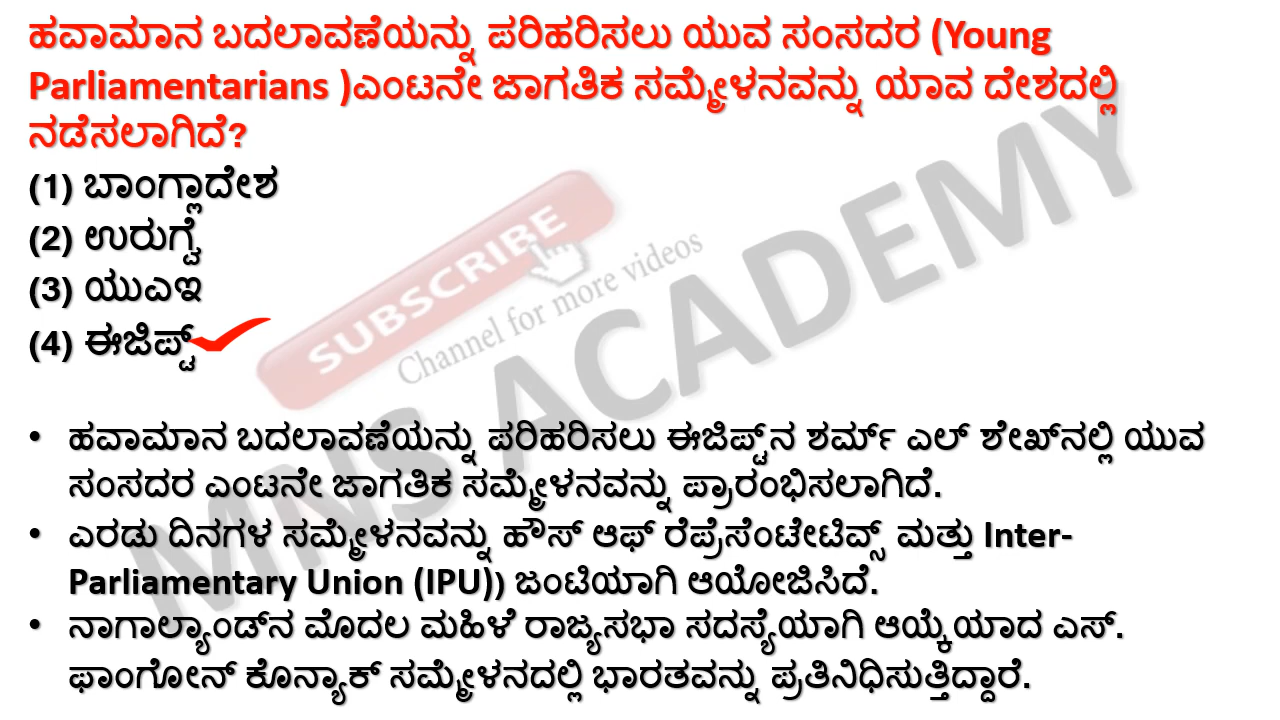 ಹವಾಮಾನ ಬದಲಾವಣೆಯನ್ನು ಪರಿಹರಿಸಲು ಯುವ ಸಂಸದರ (Young
Parliamentarians )ಎಂಟನೇ ಜಾಗತಿಕ ಸಮ್ಮೇಳನವನ್ನು ಯಾವ ದೇಶದಲ್ಲಿ
ನಡೆಸಲಾಗಿದೆ?
(1) ಬಾಂಗ್ಲಾದೇಶ
(2) ಉರುಗ್ವೆ
(3) ಯುಎಇ
(4) ಈಜಿಪ್ಟ್
SUBSCRIBE
Channel for more videos
MNS ACADEMY
• ಹವಾಮಾನ ಬದಲಾವಣೆಯನ್ನು ಪರಿಹರಿಸಲು ಈಜಿಪ್ಟ್‌ನ ಶರ್ಮ್ ಎಲ್ ಶೇಖ್‌ನಲ್ಲಿ ಯುವ
ಸಂಸದರ ಎಂಟನೇ ಜಾಗತಿಕ ಸಮ್ಮೇಳನವನ್ನು ಪ್ರಾರಂಭಿಸಲಾಗಿದೆ.
• ಎರಡು ದಿನಗಳ ಸಮ್ಮೇಳನವನ್ನು ಹೌಸ್ ಆಫ್ ರೆಪ್ರೆಸೆಂಟೇಟಿವ್ಸ್ ಮತ್ತು Inter-
Parliamentary Union (IPU)) ಜಂಟಿಯಾಗಿ ಆಯೋಜಿಸಿದೆ.
• ನಾಗಾಲ್ಯಾಂಡ್‌ನ ಮೊದಲ ಮಹಿಳೆ ರಾಜ್ಯಸಭಾ ಸದಸ್ಯೆಯಾಗಿ ಆಯ್ಕೆಯಾದ ಎಸ್.
ಫಾಂಗೋನ್ ಕೊನ್ಯಾಕ್ ಸಮ್ಮೇಳನದಲ್ಲಿ ಭಾರತವನ್ನು ಪ್ರತಿನಿಧಿಸುತ್ತಿದ್ದಾರೆ.